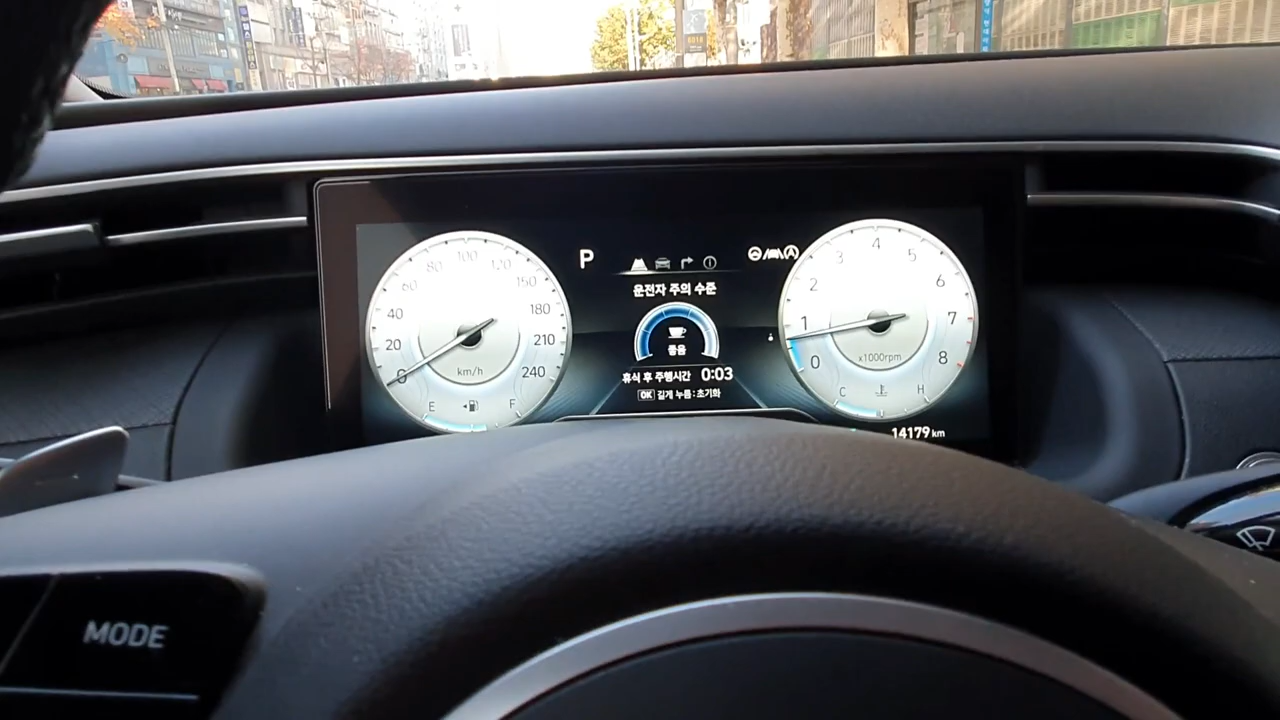 P
운전자 주의 수준
좋음
휴식 후 주행시간 0:03
OK 길게 누름 : 초기화
0 20 40 60 80 100 120 150 180 210 240
km/h
E F
0 1 2 3 4 5 6 7 8
x1000rpm
C H
14179 km
MODE